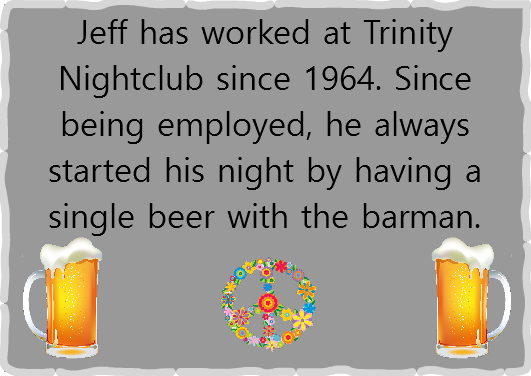 Jeff has worked at Trinity
Nightclub since 1964. Since
being employed, he always
started his night by having a
single beer with the barman.